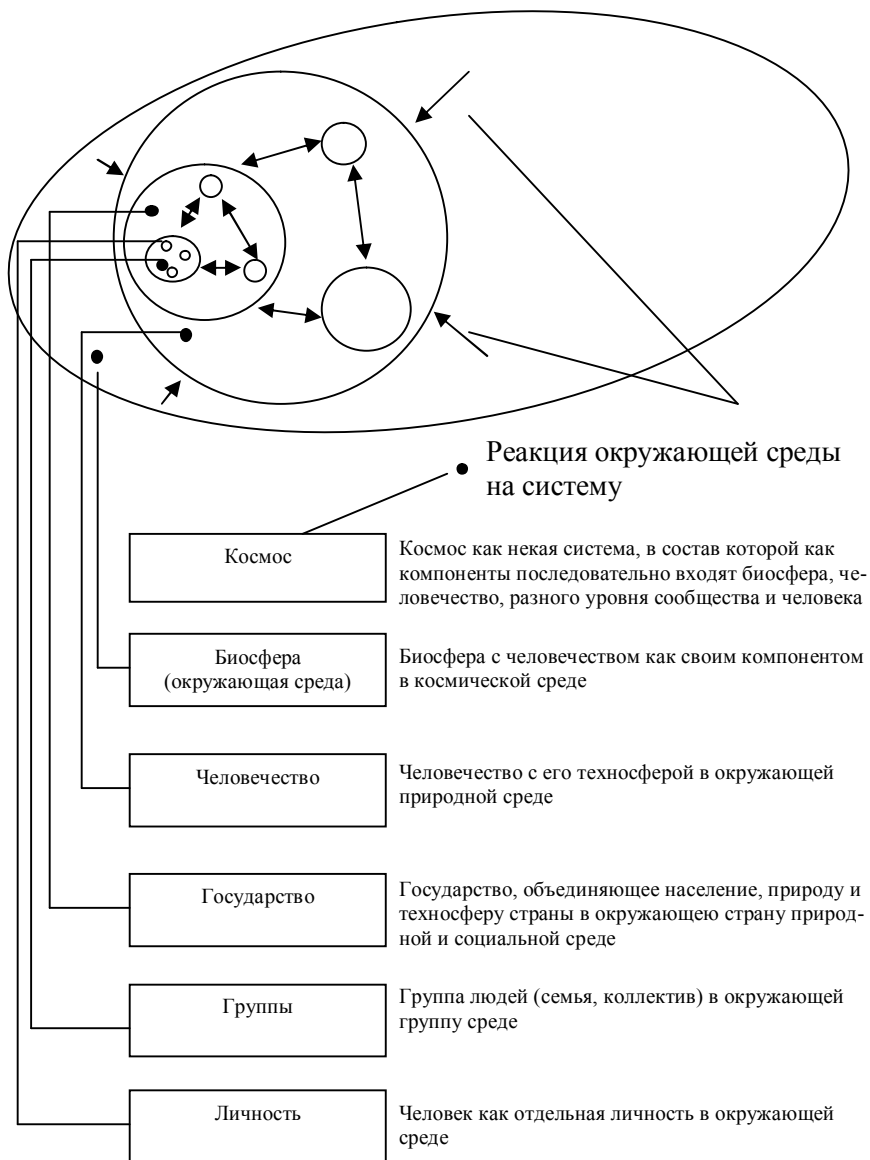 Реакция окружающей среды
на систему
Космос
Космос как некая система, в состав которой как
компоненты последовательно входят биосфера, че-
ловечество, разного уровня сообщества и человека
Биосфера
(окружающая среда)
Биосфера с человечеством как своим компонентом
в космической среде
Человечество
Человечество с его техносферой в окружающей
природной среде
Государство
Государство, объединяющее население, природу и
техносферу страны в окружающею страну природ-
ной и социальной среде
Группы
Группа людей (семья, коллектив) в окружающей
группу среде
Личность
Человек как отдельная личность в окружающей
среде